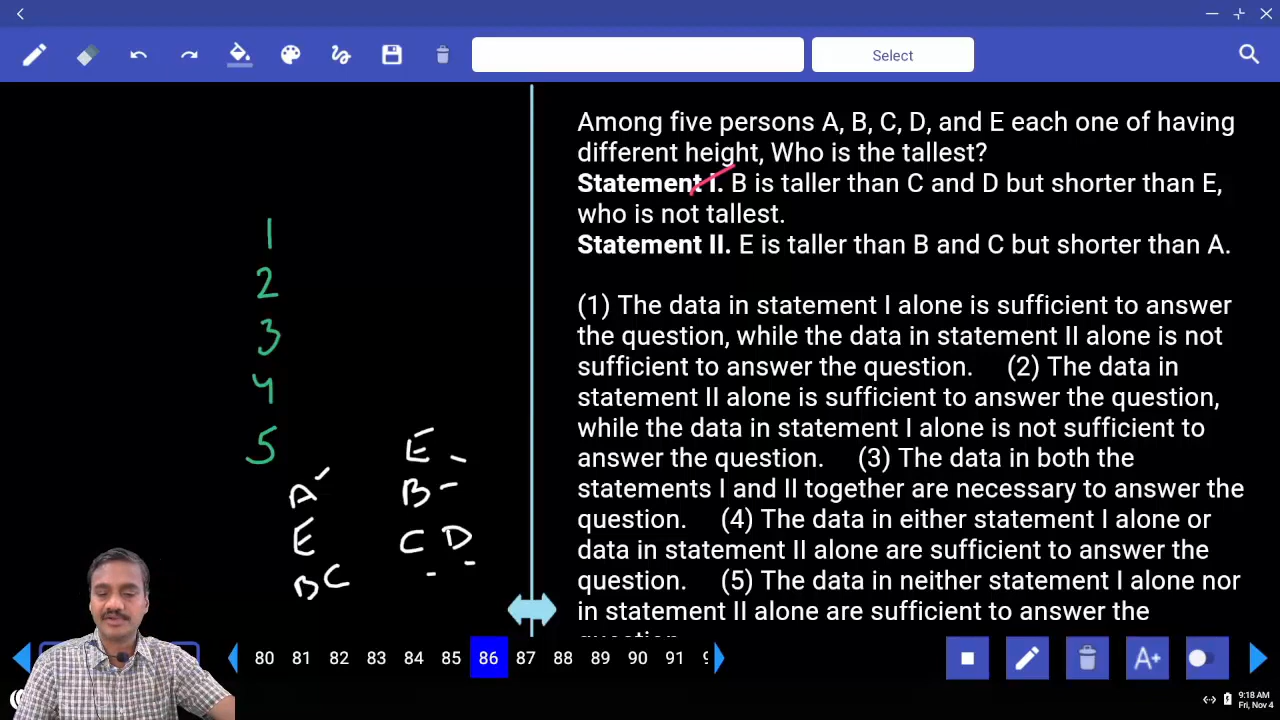 Select
Among five persons A, B, C, D, and E each one of having
different height, Who is the tallest?
Statement I. B is taller than C and D but shorter than E,
who is not tallest.
Statement II. E is taller than B and C but shorter than A.
(1) The data in statement I alone is sufficient to answer
the question, while the data in statement II alone is not
sufficient to answer the question. (2) The data in
statement II alone is sufficient to answer the question,
while the data in statement I alone is not sufficient to
answer the question. (3) The data in both the
statements I and II together are necessary to answer the
question. (4) The data in either statement I alone or
data in statement II alone are sufficient to answer the
question. (5) The data in neither statement I alone nor
in statement II alone are sufficient to answer the
1
2
3
4
5
A
E
B C
E
B
C D
80 81 82 83 84 85 86 87 88 89 90 91
A+
9:18 AM
Fri, Nov 4